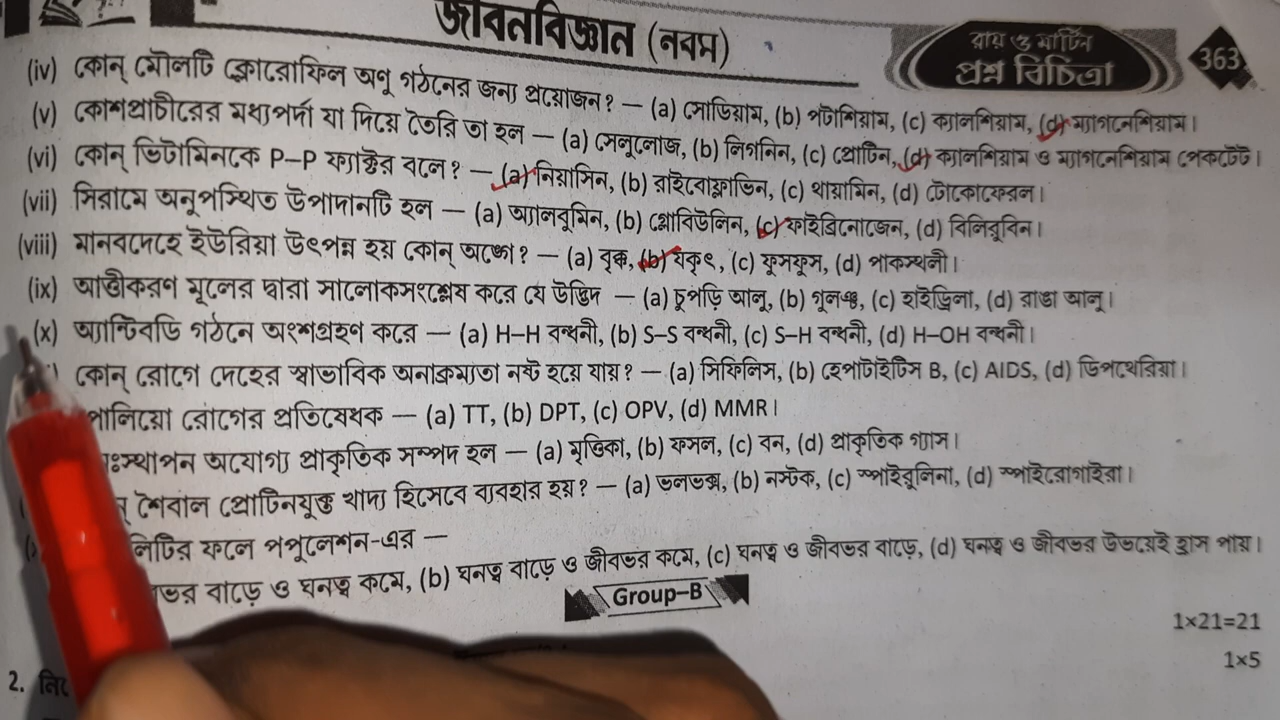 জীবনবিজ্ঞান (নবম)
রায় ও মার্টিন
প্রশ্ন বিচিত্রা
363
(iv) কোন্ মৌলটি ক্লোরোফিল অণু গঠনের জন্য প্রয়োজন? — (a) সোডিয়াম, (b) পটাশিয়াম, (c) ক্যালশিয়াম, (d) ম্যাগনেশিয়াম।
(v) কোশপ্রাচীরের মধ্যপর্দা যা দিয়ে তৈরি তা হল — (a) সেলুলোজ, (b) লিগনিন, (c) প্রোটিন, (d) ক্যালশিয়াম ও ম্যাগনেশিয়াম পেকটেট।
(vi) কোন্ ভিটামিনকে P–P ফ্যাক্টর বলে? — (a) নিয়াসিন, (b) রাইবোফ্লাভিন, (c) থায়ামিন, (d) টোকোফেরল।
(vii) সিরামে অনুপস্থিত উপাদানটি হল — (a) অ্যালবুমিন, (b) গ্লোবিউলিন, (c) ফাইব্রিনোজেন, (d) বিলিরুবিন।
(viii) মানবদেহে ইউরিয়া উৎপন্ন হয় কোন্ অঙ্গে? — (a) বৃক্ক, (b) যকৃৎ, (c) ফুসফুস, (d) পাকস্থলী।
(ix) আত্তীকরণ মূলের দ্বারা সালোকসংশ্লেষ করে যে উদ্ভিদ — (a) চুপড়ি আলু, (b) গুলঞ্চ, (c) হাইড্রিলা, (d) রাঙা আলু।
(x) অ্যান্টিবডি গঠনে অংশগ্রহণ করে — (a) H–H বন্ধনী, (b) S–S বন্ধনী, (c) S–H বন্ধনী, (d) H–OH বন্ধনী।
কোন্ রোগে দেহের স্বাভাবিক অনাক্রম্যতা নষ্ট হয়ে যায়? — (a) সিফিলিস, (b) হেপাটাইটিস B, (c) AIDS, (d) ডিপথেরিয়া।
পোলিয়ো রোগের প্রতিষেধক — (a) TT, (b) DPT, (c) OPV, (d) MMR।
অযোগ্য প্রাকৃতিক সম্পদ হল — (a) মৃত্তিকা, (b) ফসল, (c) বন, (d) প্রাকৃতিক গ্যাস।
শৈবাল প্রোটিনযুক্ত খাদ্য হিসেবে ব্যবহার হয়? — (a) ভলভক্স, (b) নস্টক, (c) স্পাইরুলিনা, (d) স্পাইরোগাইরা।
ফলে পপুলেশন-এর —
বাড়ে ও ঘনত্ব কমে, (b) ঘনত্ব বাড়ে ও জীবভর কমে, (c) ঘনত্ব ও জীবভর বাড়ে, (d) ঘনত্ব ও জীবভর উভয়েই হ্রাস পায়।
Group–B
1×21=21
2.
1×5